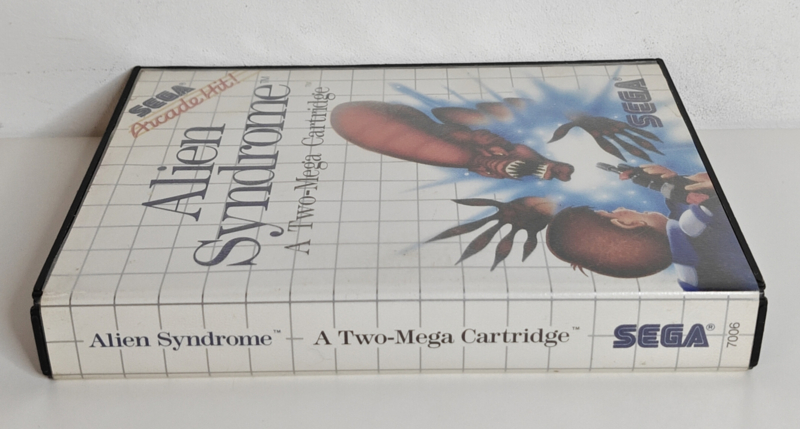 SEGA®
Arcade Hit!
Alien
Syndrome™
A Two-Mega Cartridge™
SEGA
Alien Syndrome™ A Two-Mega Cartridge™ SEGA® 7006